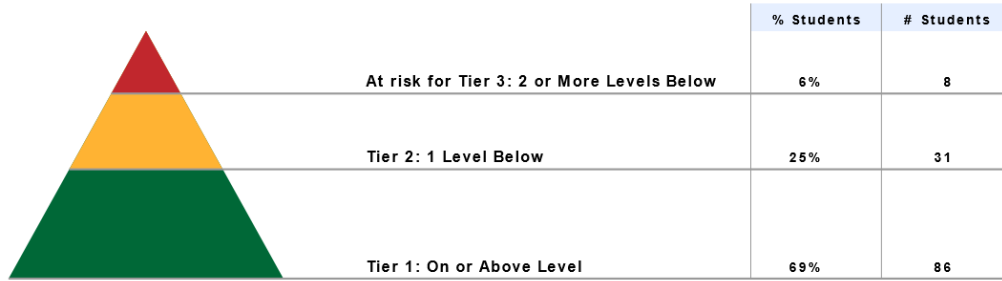 % Students # Students
At risk for Tier 3: 2 or More Levels Below 6% 8
Tier 2: 1 Level Below 25% 31
Tier 1: On or Above Level 69% 86